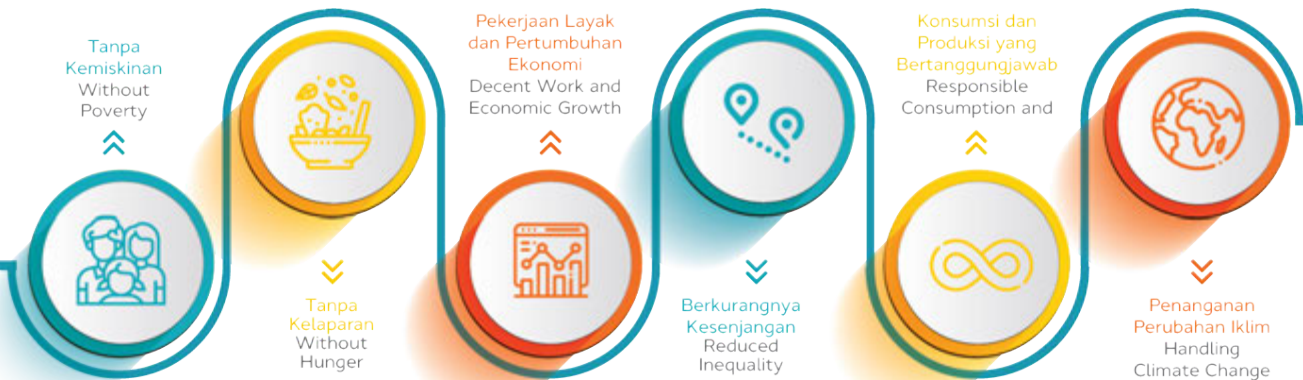 Tanpa
Kemiskinan
Without
Poverty
Tanpa
Kelaparan
Without
Hunger
Pekerjaan Layak
dan Pertumbuhan
Ekonomi
Decent Work and
Economic Growth
Berkurangnya
Kesenjangan
Reduced
Inequality
Konsumsi dan
Produksi yang
Bertanggungjawab
Responsible
Consumption and
Penanganan
Perubahan Iklim
Handling
Climate Change